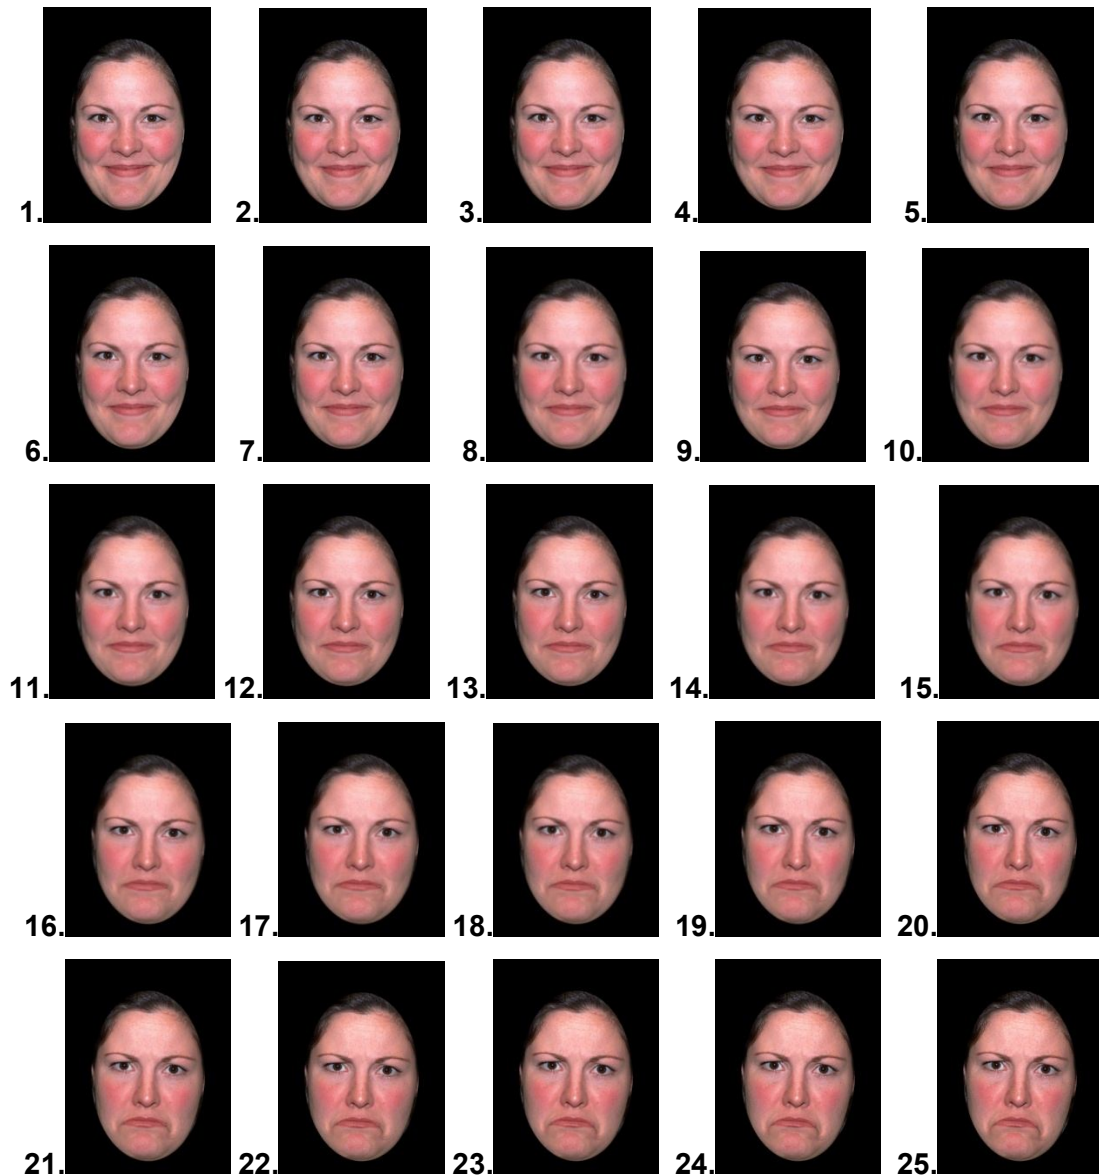 1. 2. 3. 4. 5.
6. 7. 8. 9. 10.
11. 12. 13. 14. 15.
16. 17. 18. 19. 20.
21. 22. 23. 24. 25.